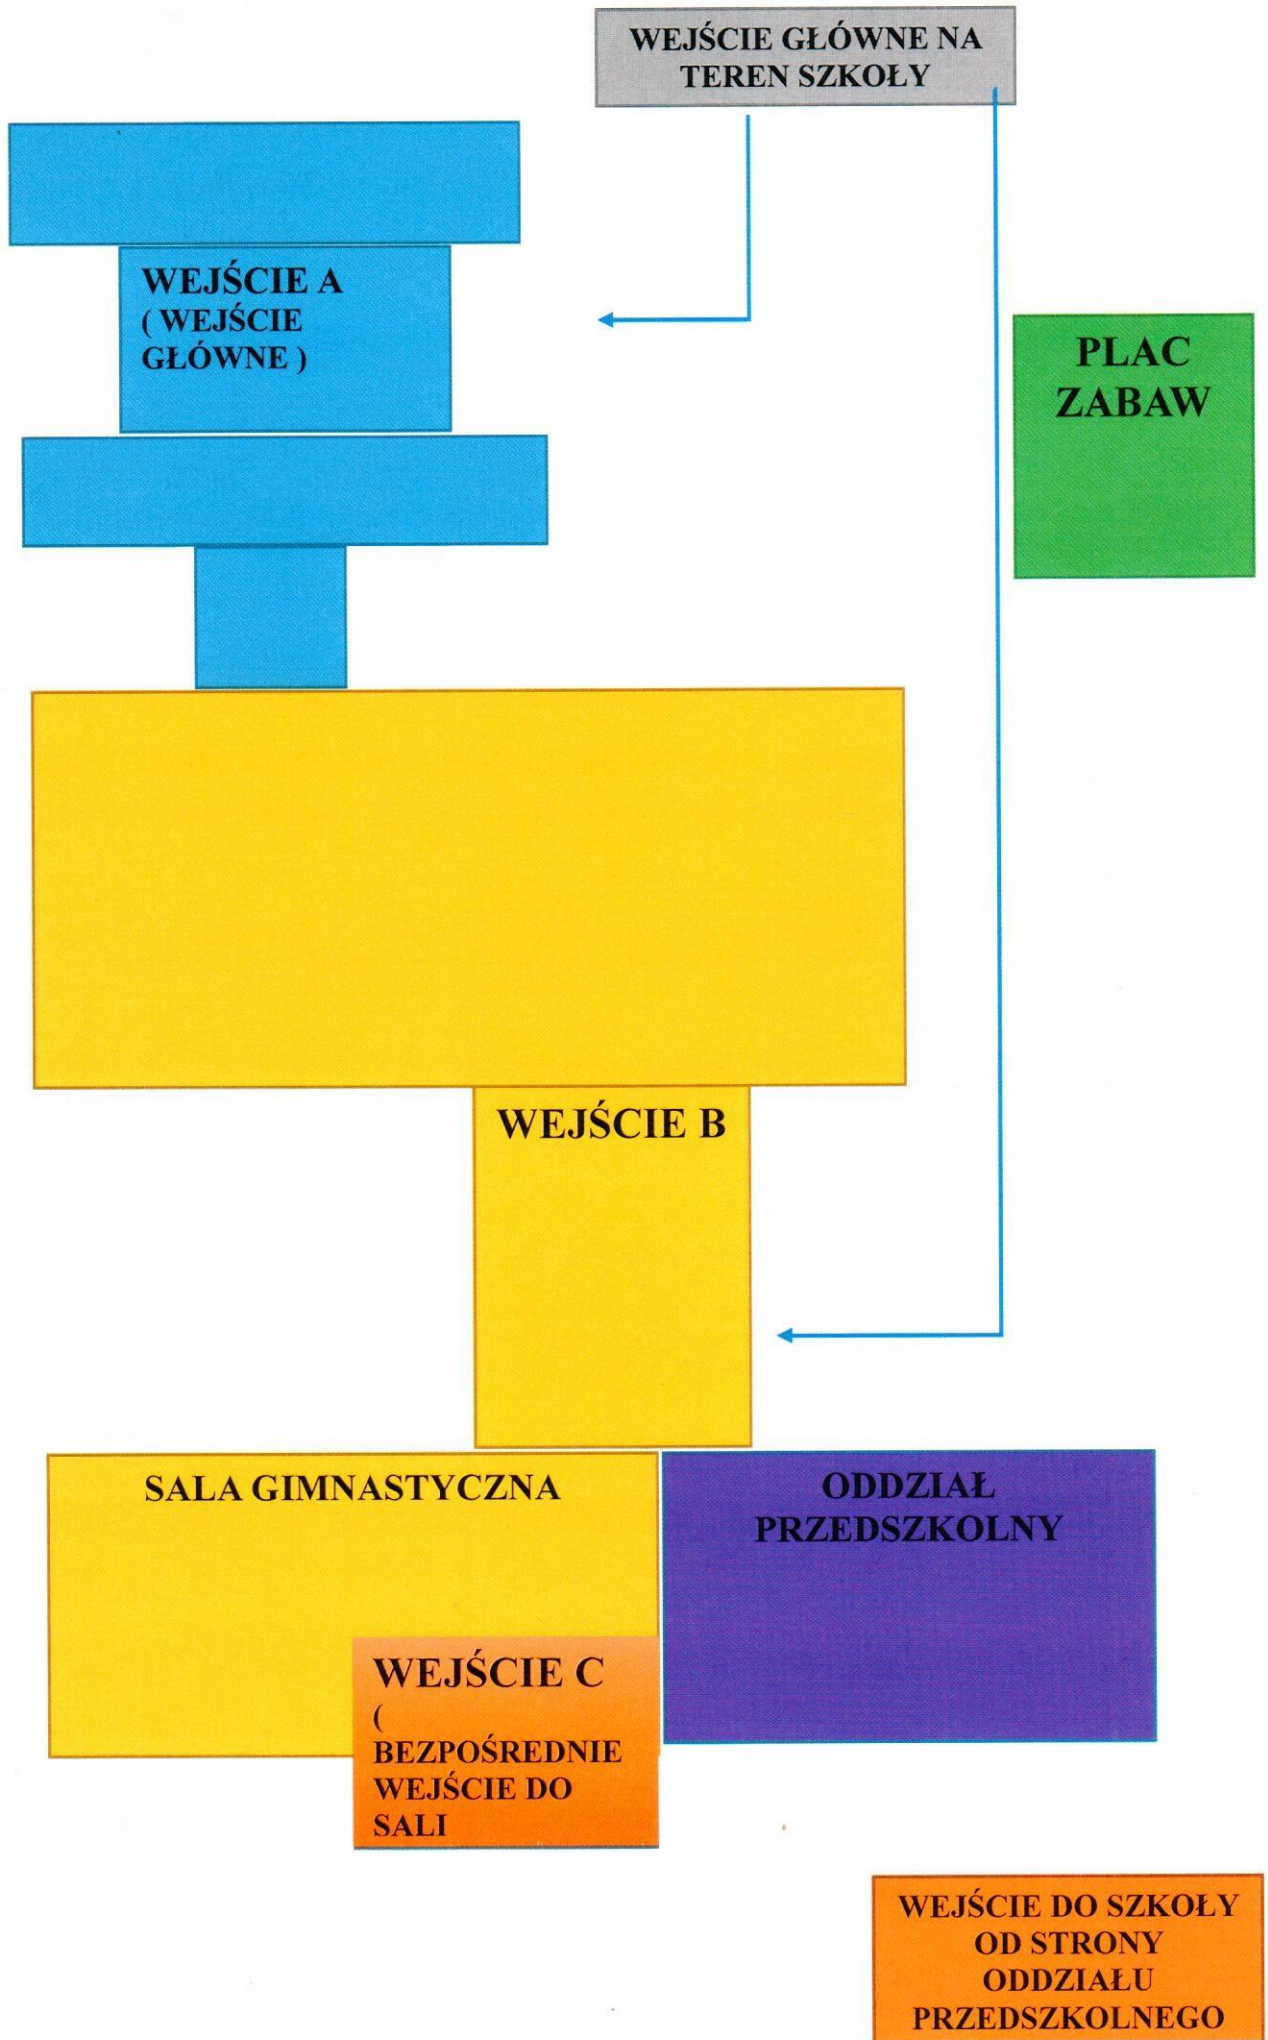 WEJŚCIE GŁÓWNE NA
TEREN SZKOŁY
WEJŚCIE A
( WEJŚCIE
GŁÓWNE )
PLAC
ZABAW
WEJŚCIE B
SALA GIMNASTYCZNA
ODDZIAŁ
PRZEDSZKOLNY
WEJŚCIE C
(
BEZPOŚREDNIE
WEJŚCIE DO
SALI
WEJŚCIE DO SZKOŁY
OD STRONY
ODDZIAŁU
PRZEDSZKOLNEGO